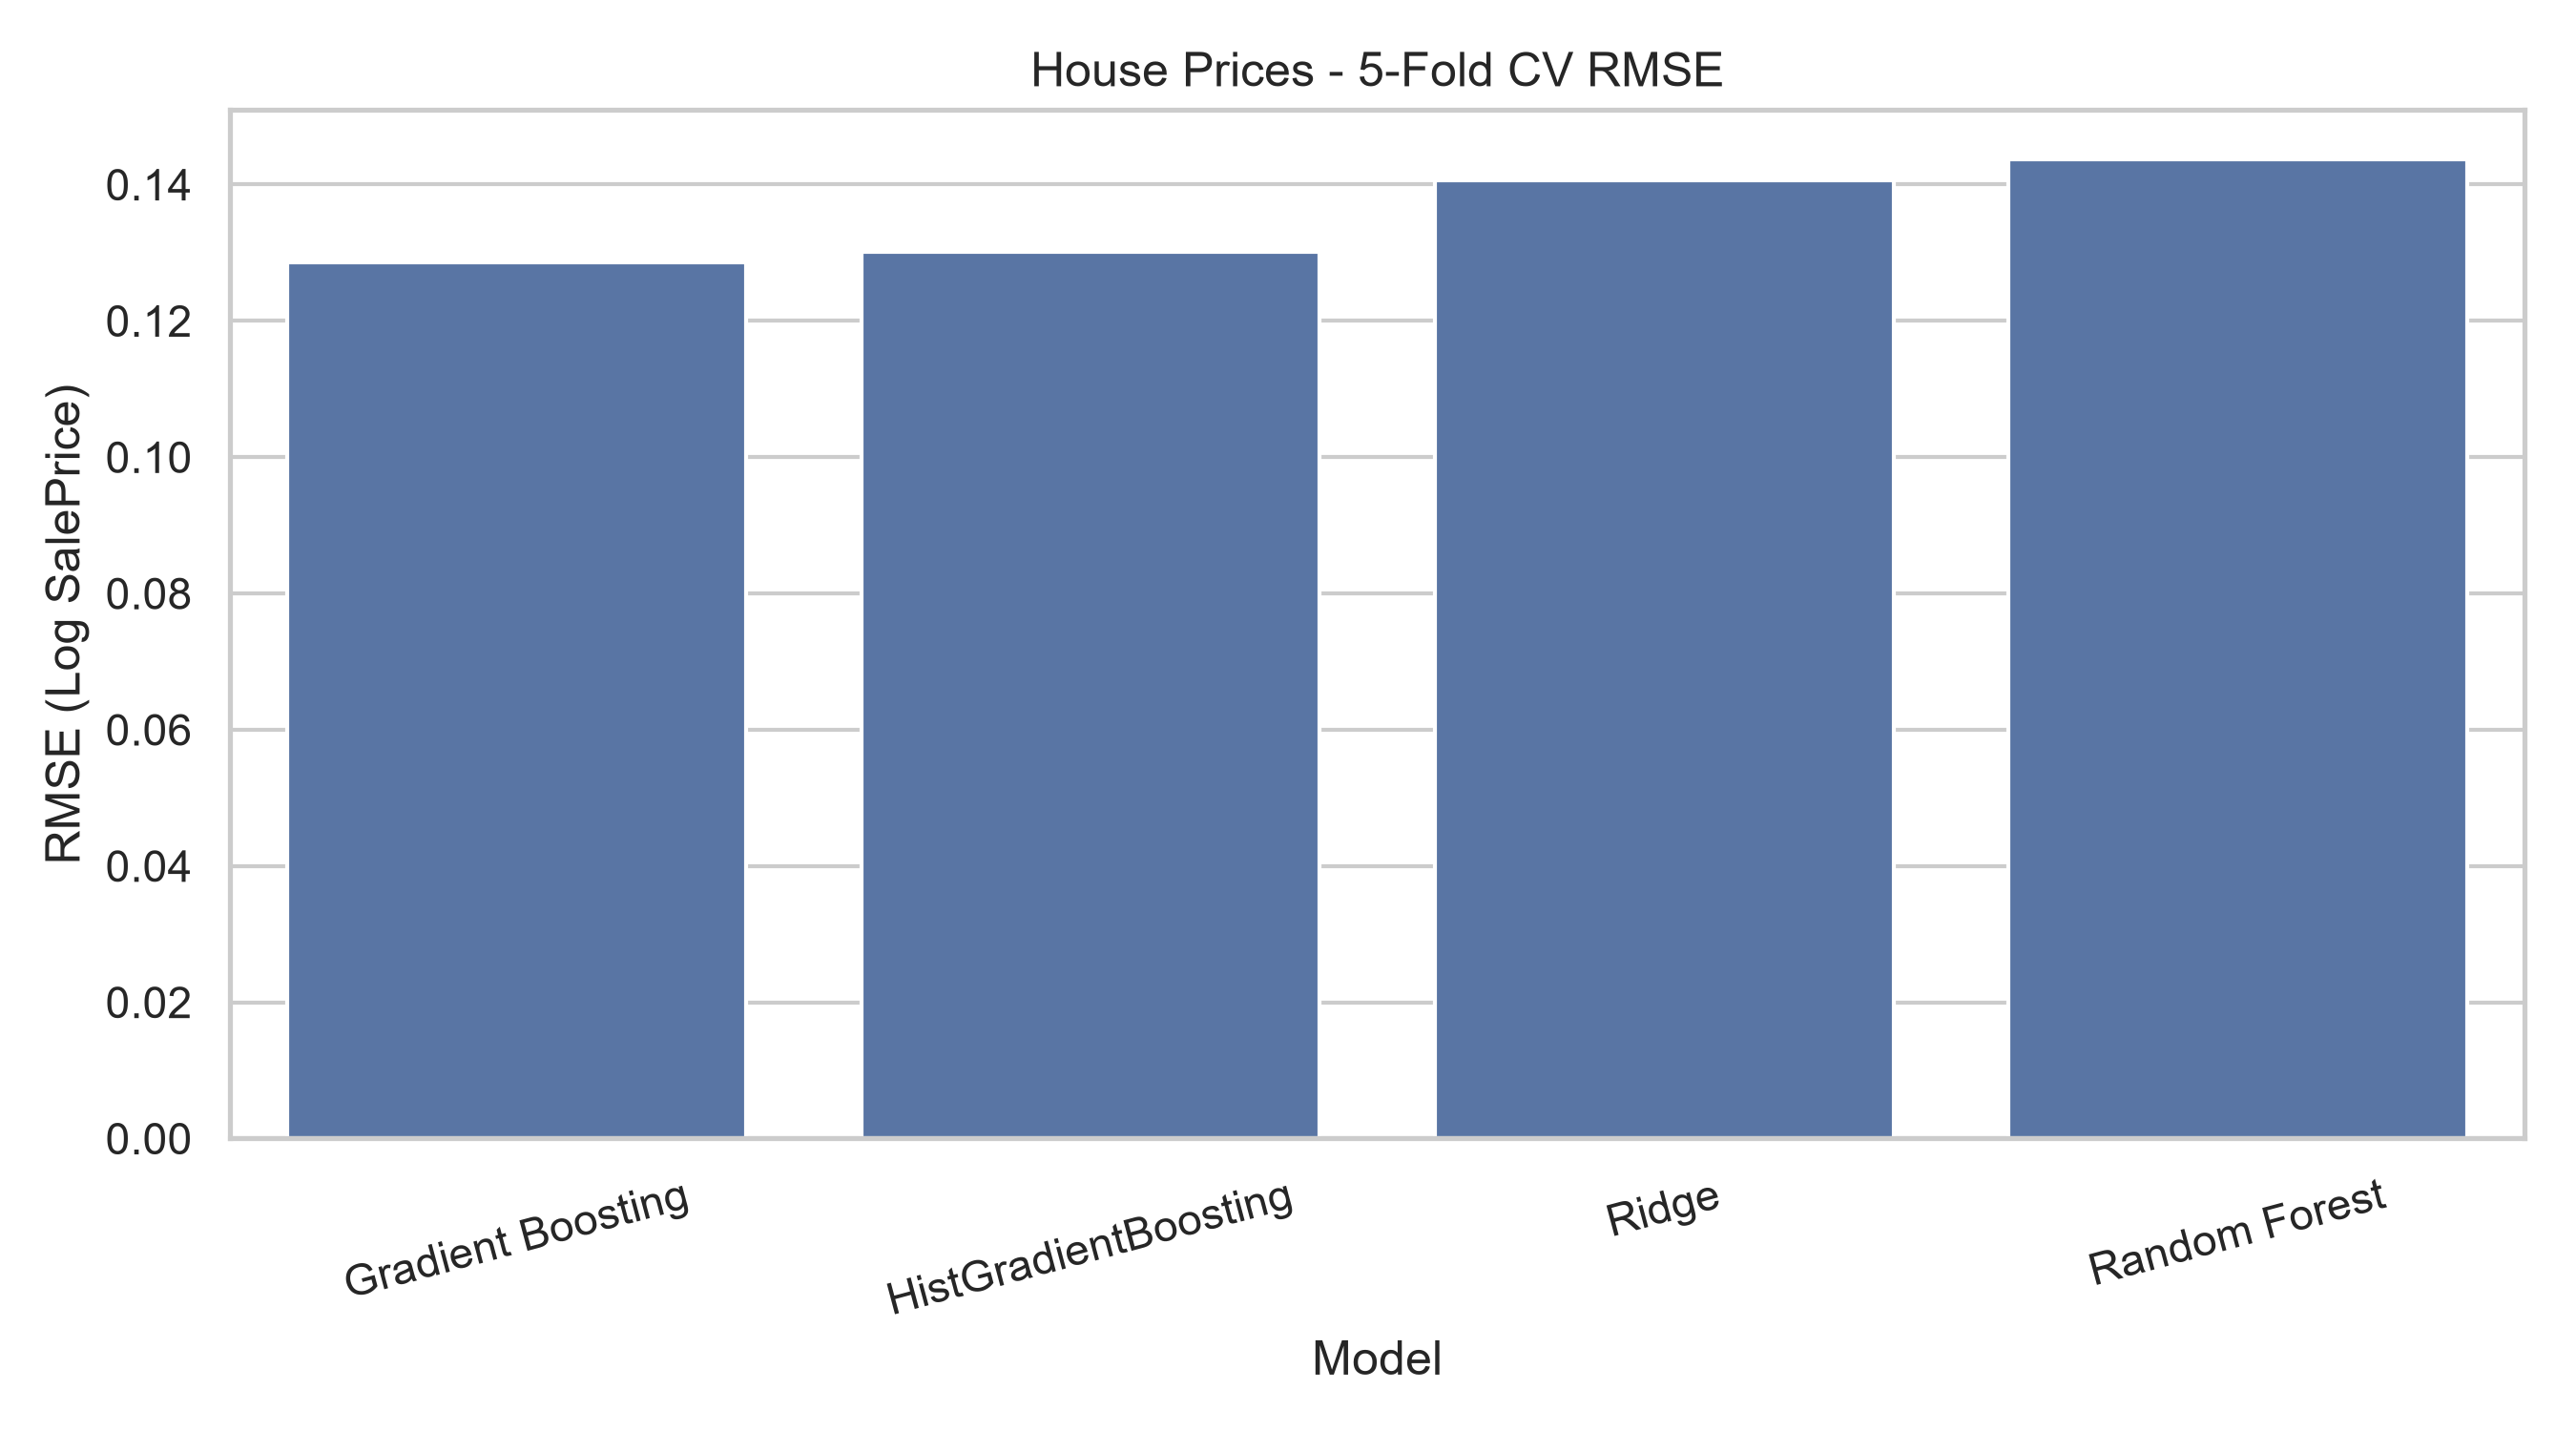 House Prices - 5-Fold CV RMSE
RMSE (Log SalePrice)
0.14
0.12
0.10
0.08
0.06
0.04
0.02
0.00
Gradient Boosting
HistGradientBoosting
Ridge
Random Forest
Model